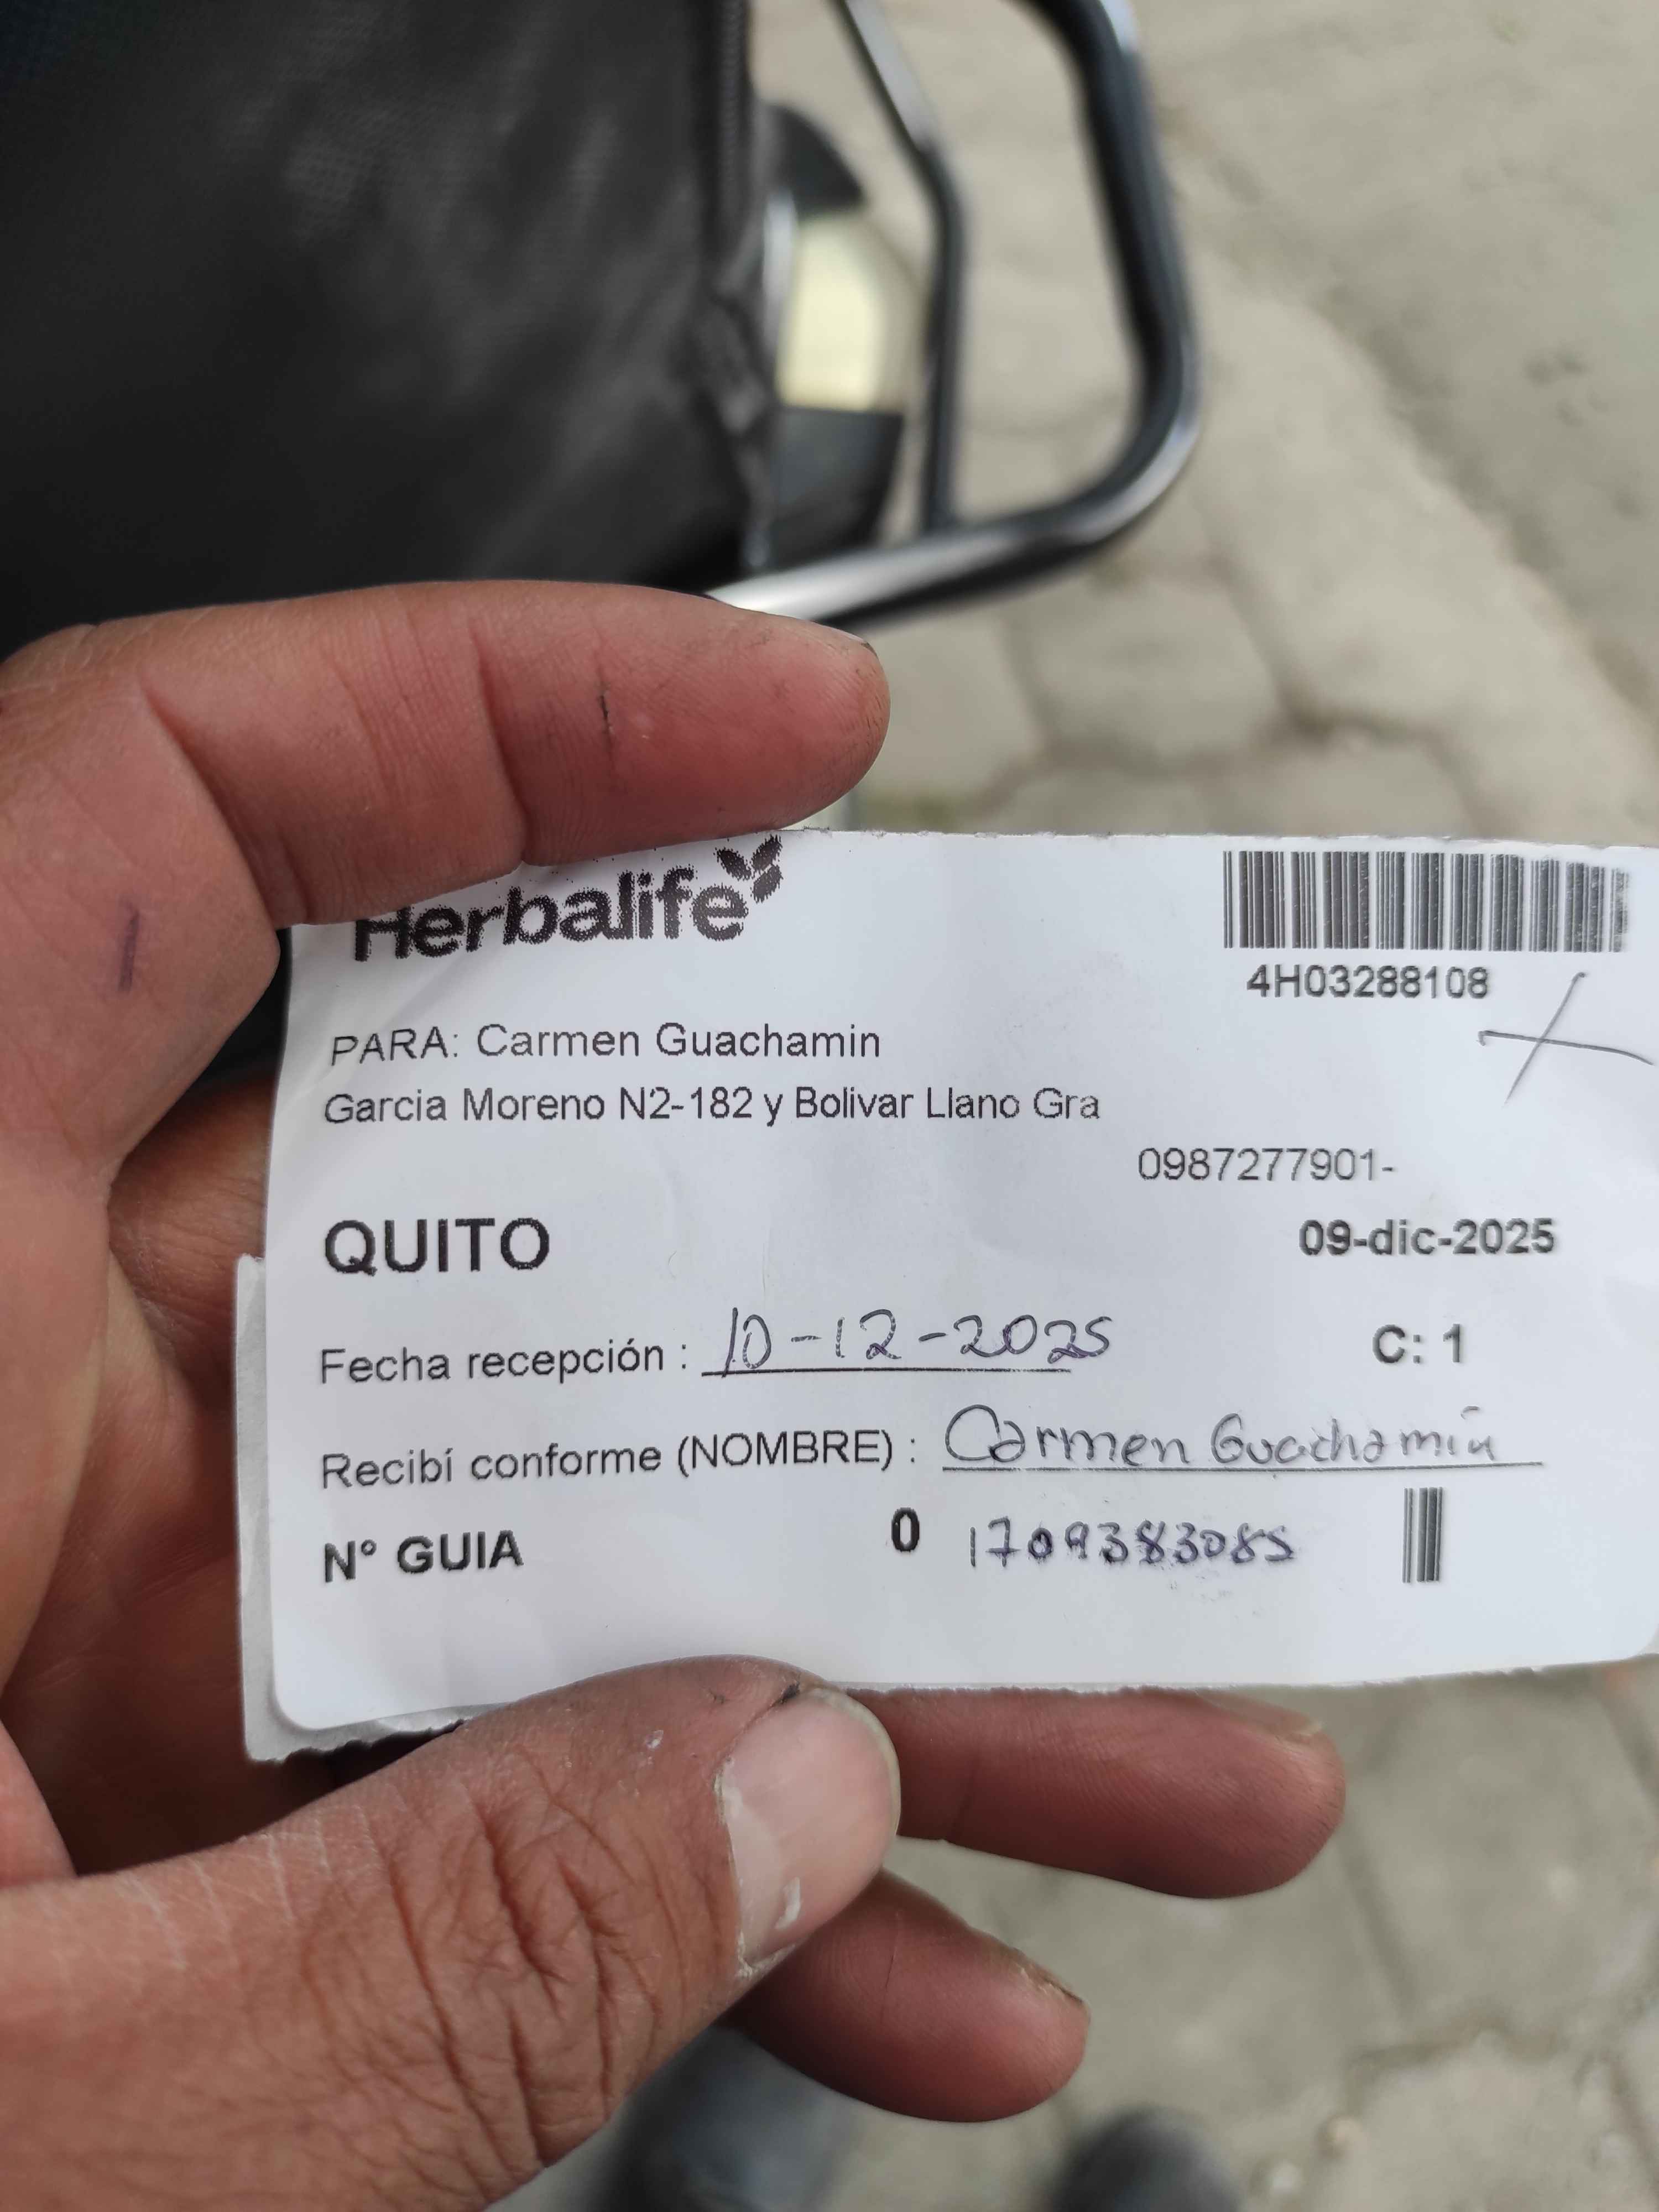 Herbalife
4H03288108
PARA: Carmen Guachamin
Garcia Moreno N2-182 y Bolivar Llano Gra
0987277901-
QUITO 09-dic-2025
Fecha recepción : 10-12-2025 C: 1
Recibí conforme (NOMBRE) : Carmen Guachamin
N° GUIA 0 1709383085